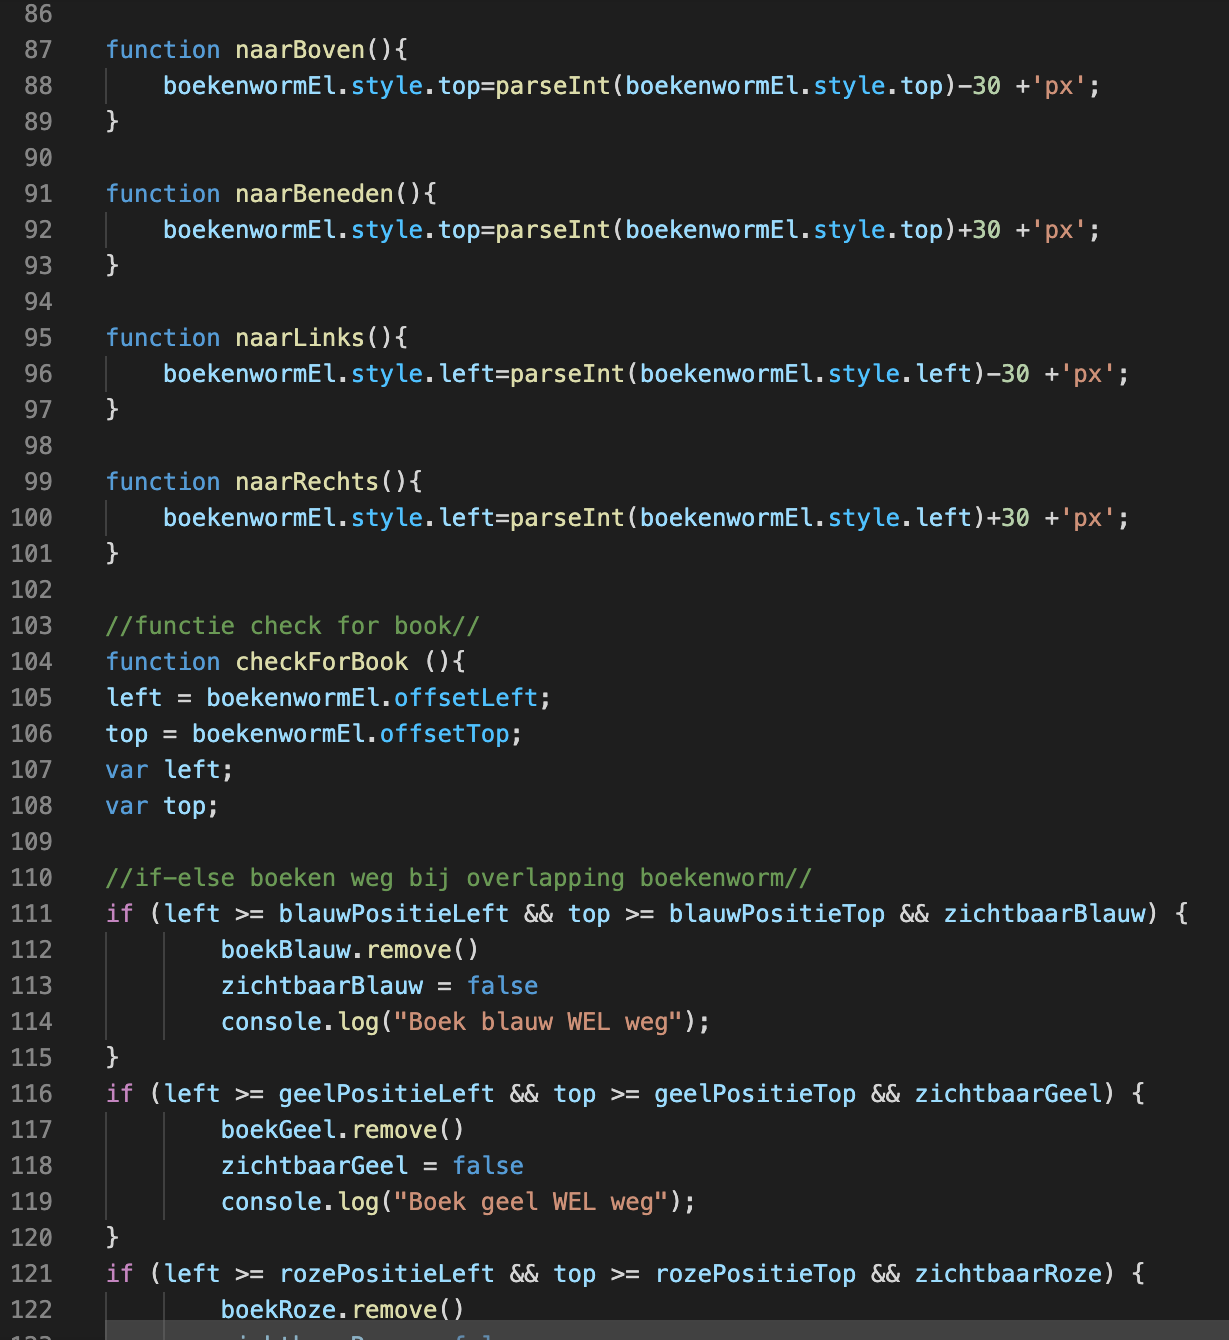 86
87 function naarBoven(){
88 boekenwormEl.style.top=parseInt(boekenwormEl.style.top)-30 +'px';
89 }
90
91 function naarBeneden(){
92 boekenwormEl.style.top=parseInt(boekenwormEl.style.top)+30 +'px';
93 }
94
95 function naarLinks(){
96 boekenwormEl.style.left=parseInt(boekenwormEl.style.left)-30 +'px';
97 }
98
99 function naarRechts(){
100 boekenwormEl.style.left=parseInt(boekenwormEl.style.left)+30 +'px';
101 }
102
103 //functie check for book//
104 function checkForBook (){
105 left = boekenwormEl.offsetLeft;
106 top = boekenwormEl.offsetTop;
107 var left;
108 var top;
109
110 //if-else boeken weg bij overlapping boekenworm//
111 if (left >= blauwPositieLeft && top >= blauwPositieTop && zichtbaarBlauw) {
112 boekBlauw.remove()
113 zichtbaarBlauw = false
114 console.log("Boek blauw WEL weg");
115 }
116 if (left >= geelPositieLeft && top >= geelPositieTop && zichtbaarGeel) {
117 boekGeel.remove()
118 zichtbaarGeel = false
119 console.log("Boek geel WEL weg");
120 }
121 if (left >= rozePositieLeft && top >= rozePositieTop && zichtbaarRoze) {
122 boekRoze.remove()